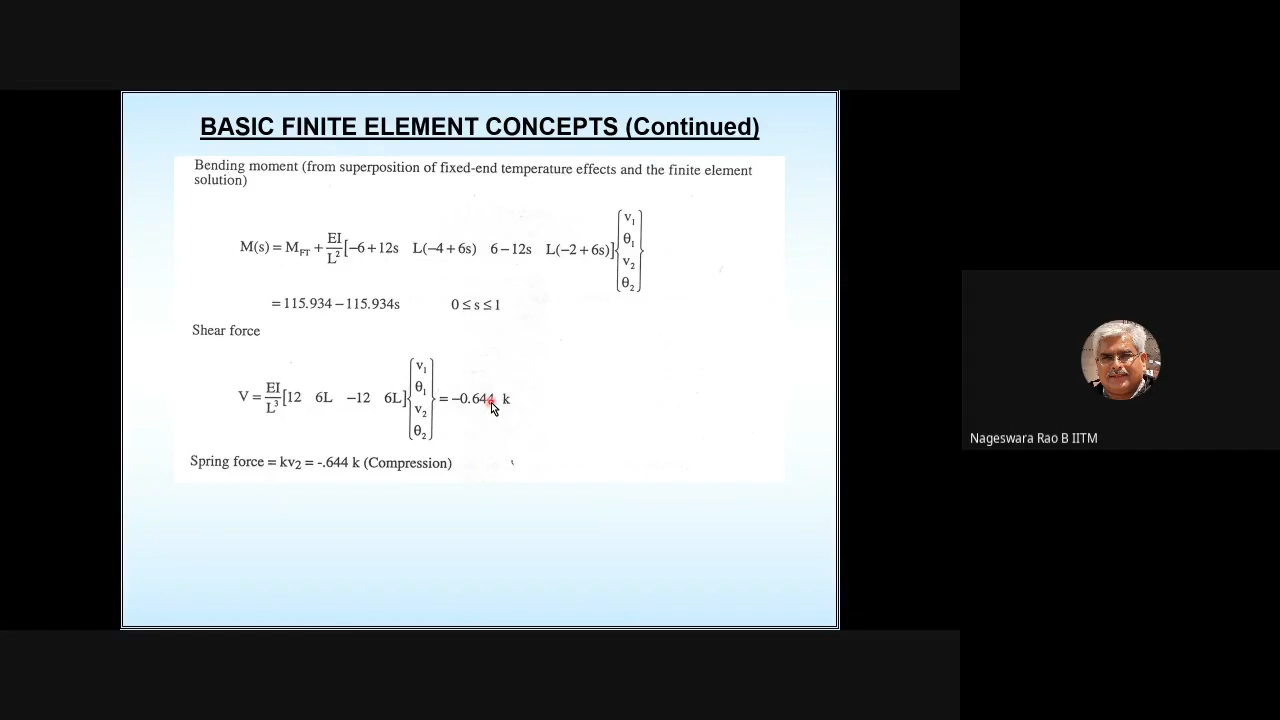 BASIC FINITE ELEMENT CONCEPTS (Continued)
Bending moment (from superposition of fixed-end temperature effects and the finite element
solution)
M(s) = M_FT + EI/L² [–6+12s L(–4+6s) 6–12s L(–2+6s)] {v₁ θ₁ v₂ θ₂}
= 115.934 – 115.934s 0 ≤ s ≤ 1
Shear force
V = EI/L³ [12 6L –12 6L] {v₁ θ₁ v₂ θ₂} = –0.644 k
Spring force = kv₂ = -.644 k (Compression)
Nageswara Rao B IITM